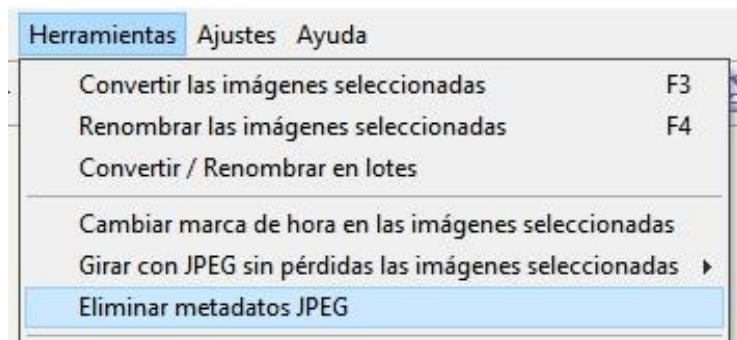 Herramientas Ajustes Ayuda
Convertir las imágenes seleccionadas F3
Renombrar las imágenes seleccionadas F4
Convertir / Renombrar en lotes
Cambiar marca de hora en las imágenes seleccionadas
Girar con JPEG sin pérdidas las imágenes seleccionadas
Eliminar metadatos JPEG